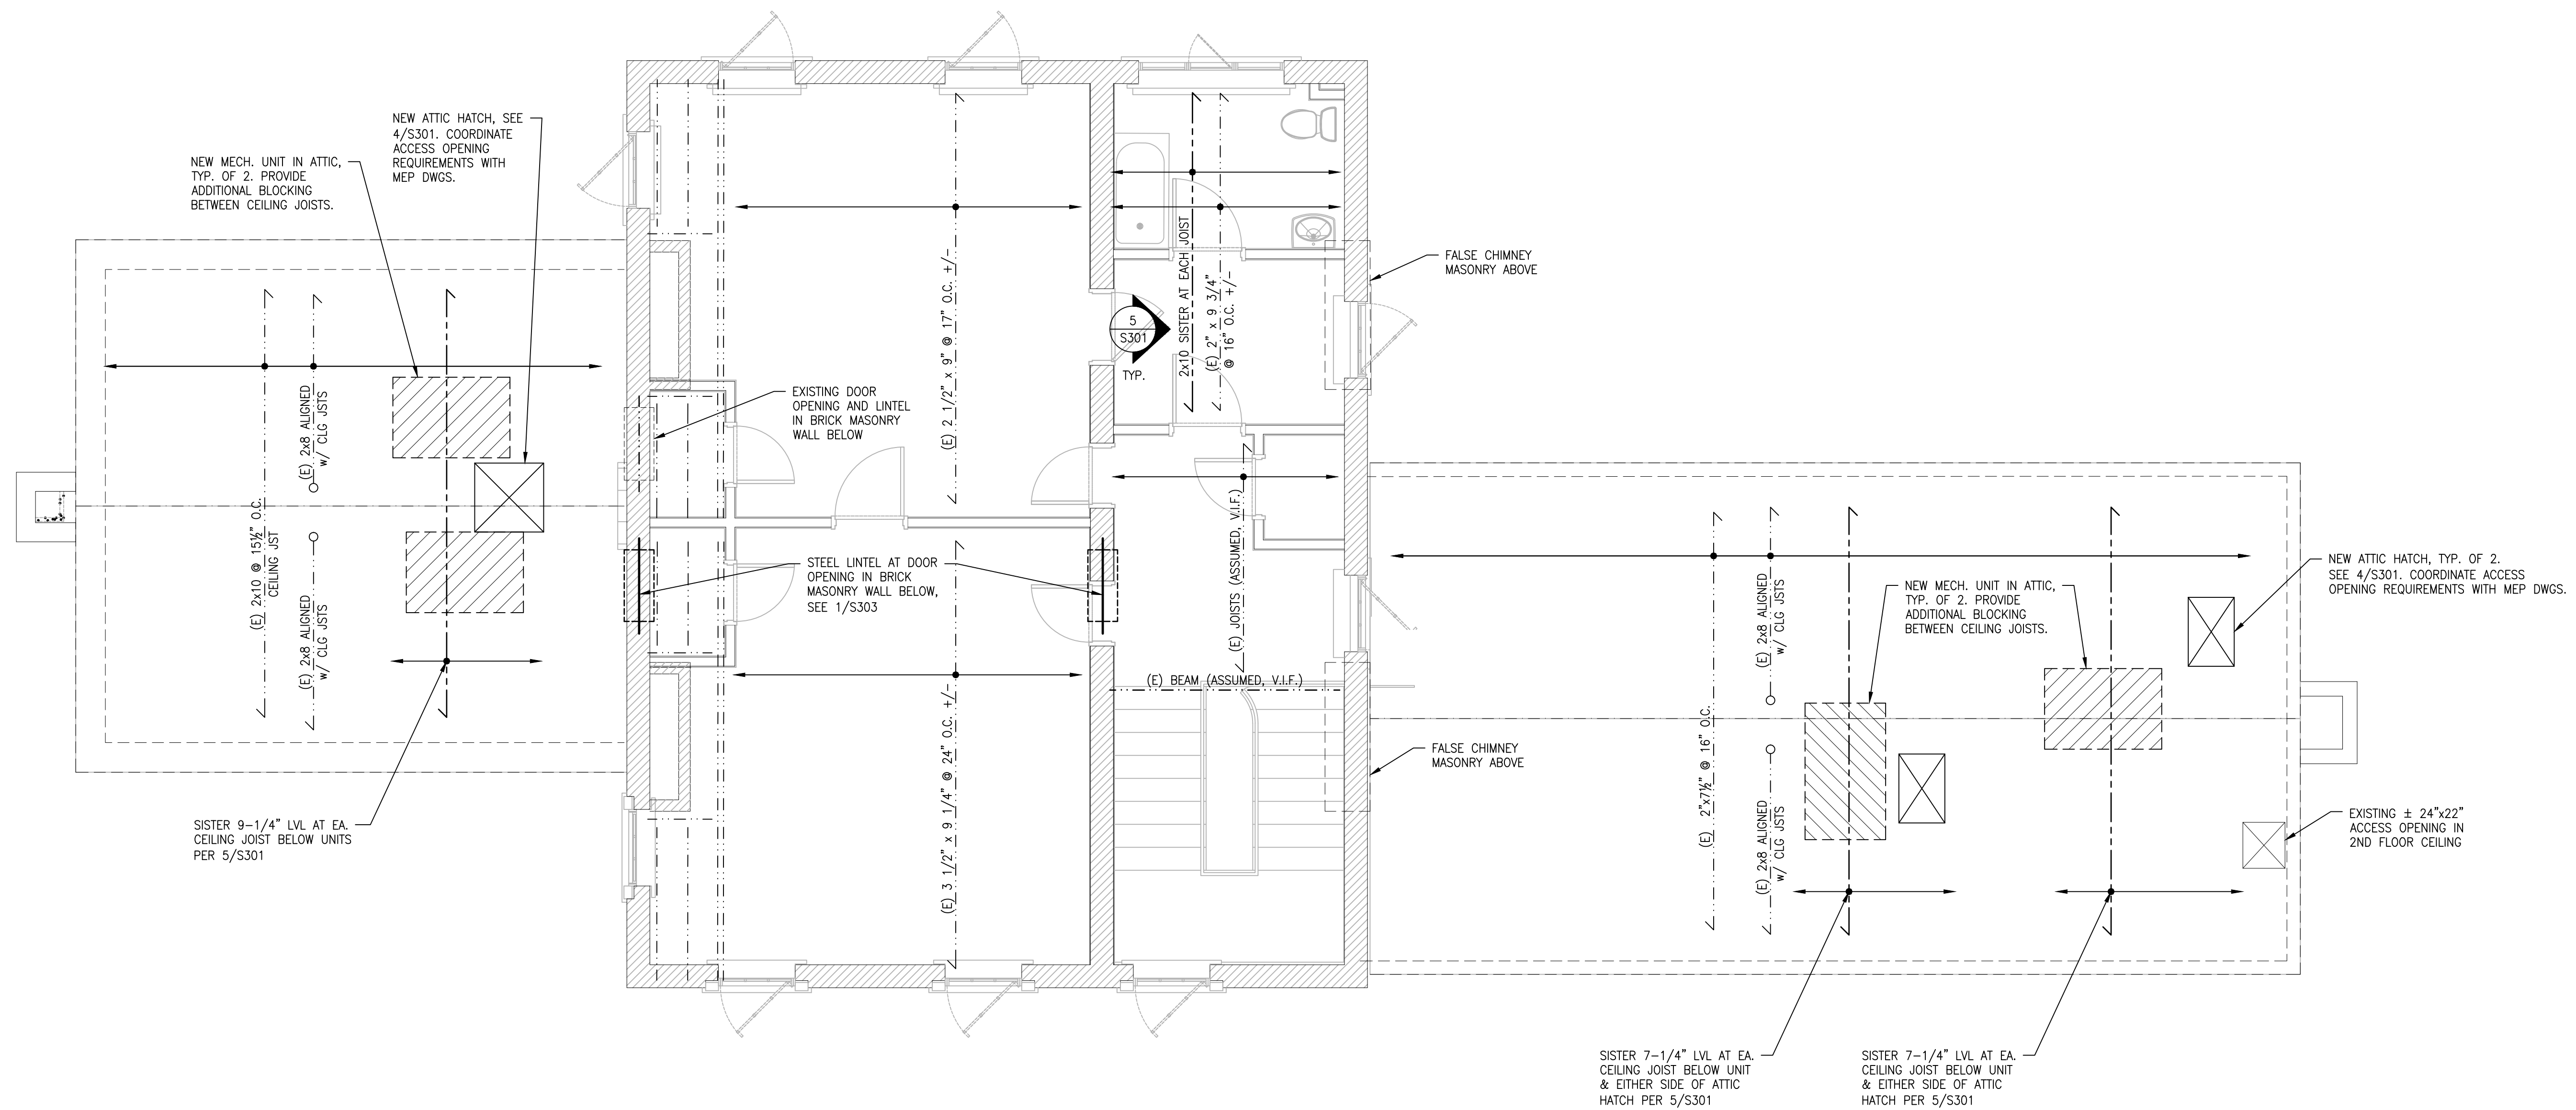 NEW ATTIC HATCH, SEE
4/S301. COORDINATE
ACCESS OPENING
REQUIREMENTS WITH
MEP DWGS.
NEW MECH. UNIT IN ATTIC,
TYP. OF 2. PROVIDE
ADDITIONAL BLOCKING
BETWEEN CEILING JOISTS.
(E) 2x10 @ 15½" O.C.
CEILING JST
(E) 2x8 ALIGNED
w/ CLG JSTS
(E) 2x8 ALIGNED
w/ CLG JSTS
SISTER 9-1/4" LVL AT EA.
CEILING JOIST BELOW UNITS
PER 5/S301
EXISTING DOOR
OPENING AND LINTEL
IN BRICK MASONRY
WALL BELOW
STEEL LINTEL AT DOOR
OPENING IN BRICK
MASONRY WALL BELOW,
SEE 1/S303
(E) 2 1/2" x 9" @ 17" O.C. +/-
(E) 3 1/2" x 9 1/4" @ 24" O.C. +/-
5
S301
TYP.
2x10 SISTER AT EACH JOIST
(E) 2" x 9 3/4"
@ 16" O.C. +/-
(E) JOISTS (ASSUMED, V.I.F.)
(E) BEAM (ASSUMED, V.I.F.)
FALSE CHIMNEY
MASONRY ABOVE
FALSE CHIMNEY
MASONRY ABOVE
(E) 2"x7½" @ 16" O.C.
(E) 2x8 ALIGNED
w/ CLG JSTS
(E) 2x8 ALIGNED
w/ CLG JSTS
NEW MECH. UNIT IN ATTIC,
TYP. OF 2. PROVIDE
ADDITIONAL BLOCKING
BETWEEN CEILING JOISTS.
NEW ATTIC HATCH, TYP. OF 2.
SEE 4/S301. COORDINATE ACCESS
OPENING REQUIREMENTS WITH MEP DWGS.
EXISTING ± 24"x22"
ACCESS OPENING IN
2ND FLOOR CEILING
SISTER 7-1/4" LVL AT EA.
CEILING JOIST BELOW UNIT
& EITHER SIDE OF ATTIC
HATCH PER 5/S301
SISTER 7-1/4" LVL AT EA.
CEILING JOIST BELOW UNIT
& EITHER SIDE OF ATTIC
HATCH PER 5/S301